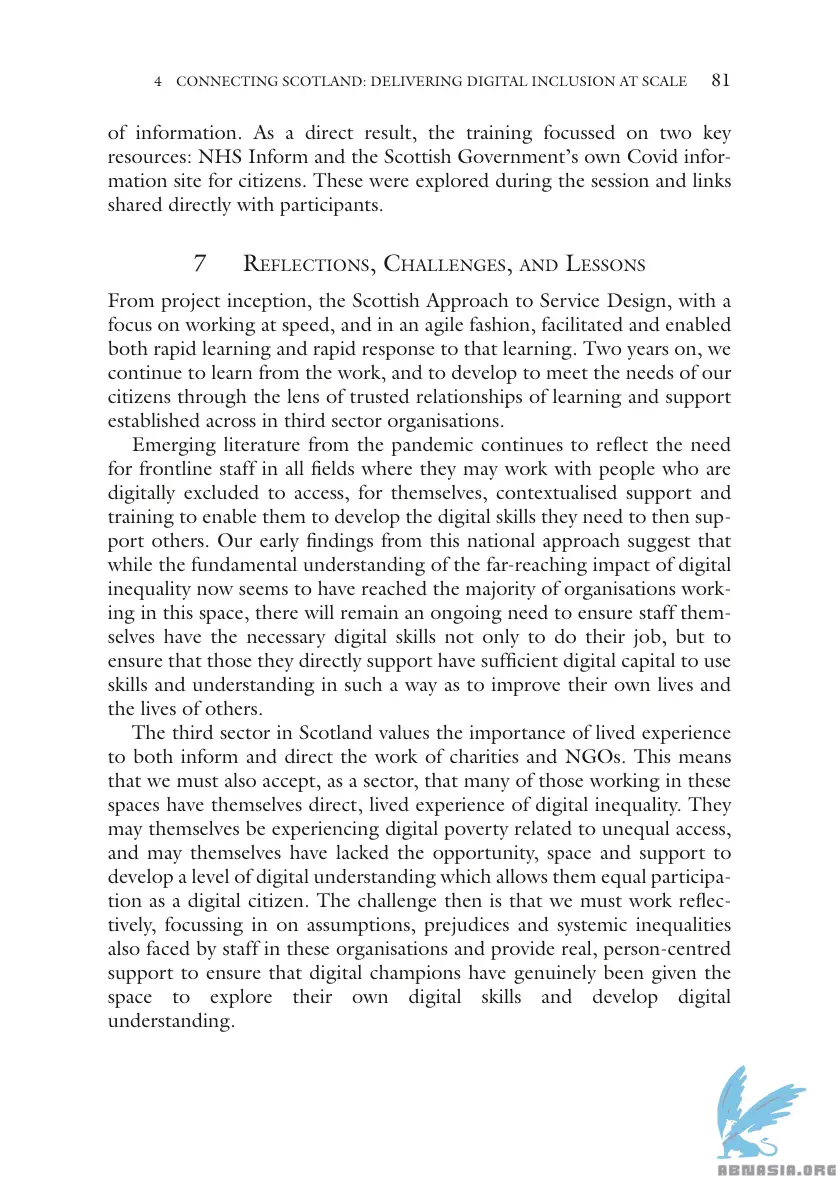 4 CONNECTING SCOTLAND: DELIVERING DIGITAL INCLUSION AT SCALE 81
of information. As a direct result, the training focussed on two key
resources: NHS Inform and the Scottish Government's own Covid infor-
mation site for citizens. These were explored during the session and links
shared directly with participants.
7 Reflections, Challenges, and Lessons
From project inception, the Scottish Approach to Service Design, with a
focus on working at speed, and in an agile fashion, facilitated and enabled
both rapid learning and rapid response to that learning. Two years on, we
continue to learn from the work, and to develop to meet the needs of our
citizens through the lens of trusted relationships of learning and support
established across in third sector organisations.
Emerging literature from the pandemic continues to reflect the need
for frontline staff in all fields where they may work with people who are
digitally excluded to access, for themselves, contextualised support and
training to enable them to develop the digital skills they need to then sup-
port others. Our early findings from this national approach suggest that
while the fundamental understanding of the far-reaching impact of digital
inequality now seems to have reached the majority of organisations work-
ing in this space, there will remain an ongoing need to ensure staff them-
selves have the necessary digital skills not only to do their job, but to
ensure that those they directly support have sufficient digital capital to use
skills and understanding in such a way as to improve their own lives and
the lives of others.
The third sector in Scotland values the importance of lived experience
to both inform and direct the work of charities and NGOs. This means
that we must also accept, as a sector, that many of those working in these
spaces have themselves direct, lived experience of digital inequality. They
may themselves be experiencing digital poverty related to unequal access,
and may themselves have lacked the opportunity, space and support to
develop a level of digital understanding which allows them equal participa-
tion as a digital citizen. The challenge then is that we must work reflec-
tively, focussing in on assumptions, prejudices and systemic inequalities
also faced by staff in these organisations and provide real, person-centred
support to ensure that digital champions have genuinely been given the
space to explore their own digital skills and develop digital
understanding.
ABNASIA.ORG